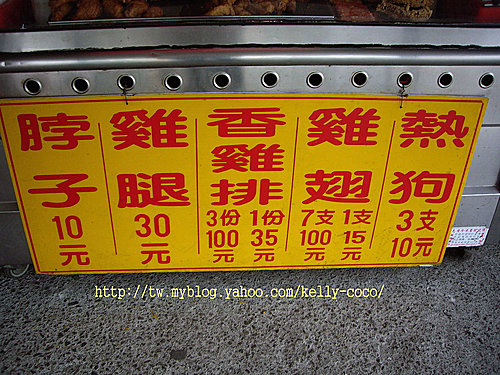 脖子
10元
雞腿
30元
香雞排
3份100元
1份35元
雞翅
7支100元
1支15元
熱狗
3支10元
http://tw.myblog.yahoo.com/kelly-coco/